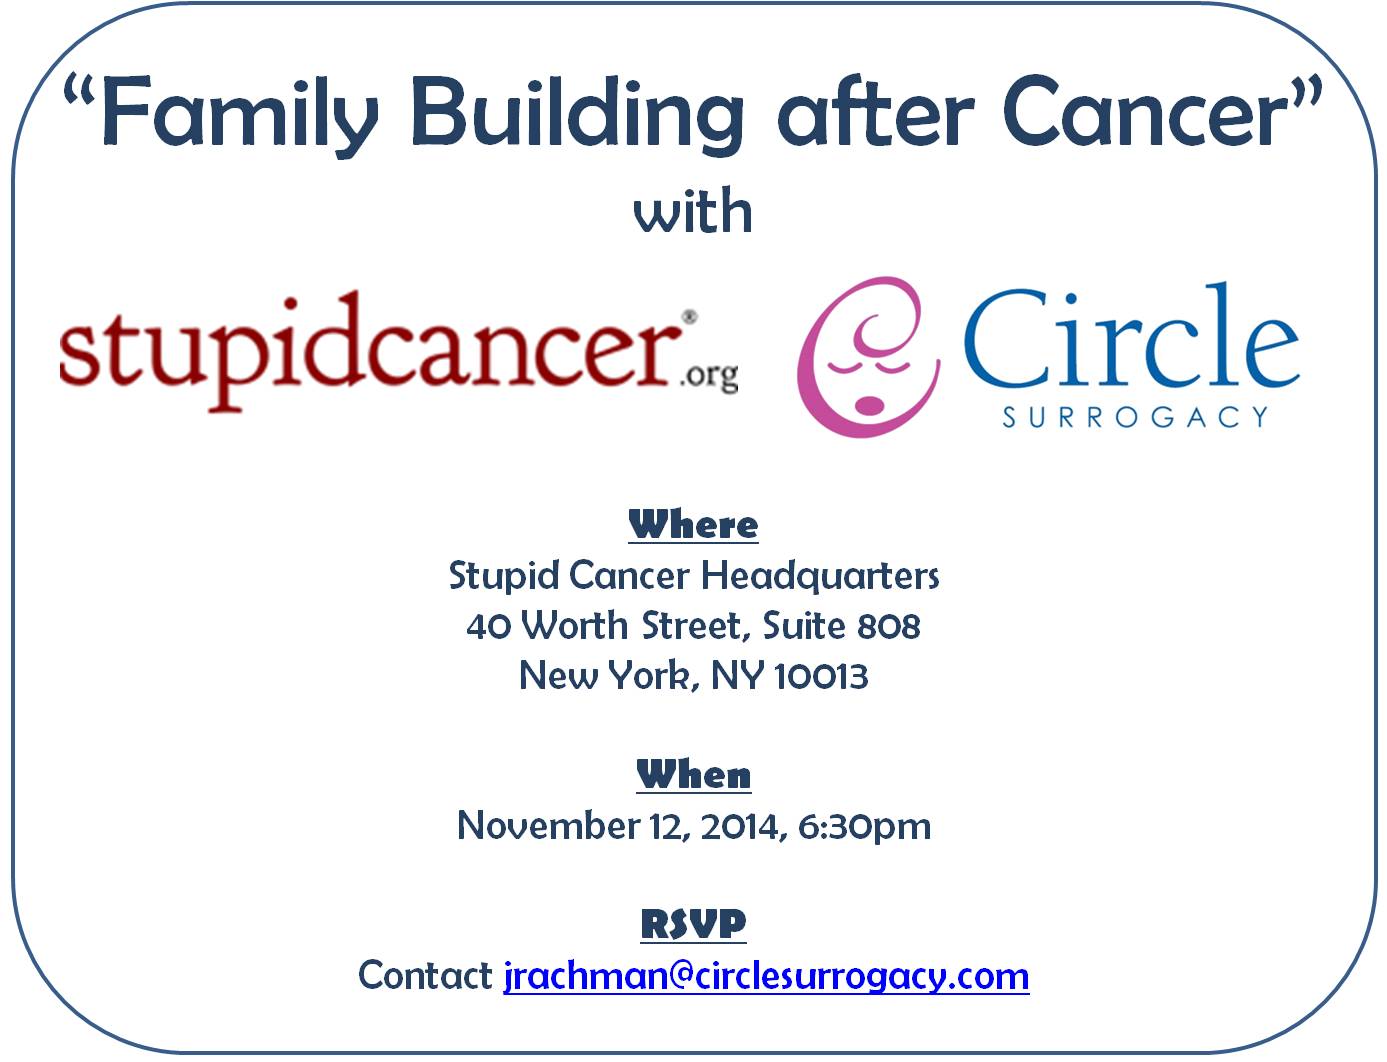 “Family Building after Cancer”
with
stupidcancer®.org
Circle
SURROGACY
Where
Stupid Cancer Headquarters
40 Worth Street, Suite 808
New York, NY 10013
When
November 12, 2014, 6:30pm
RSVP
Contact jrachman@circlesurrogacy.com